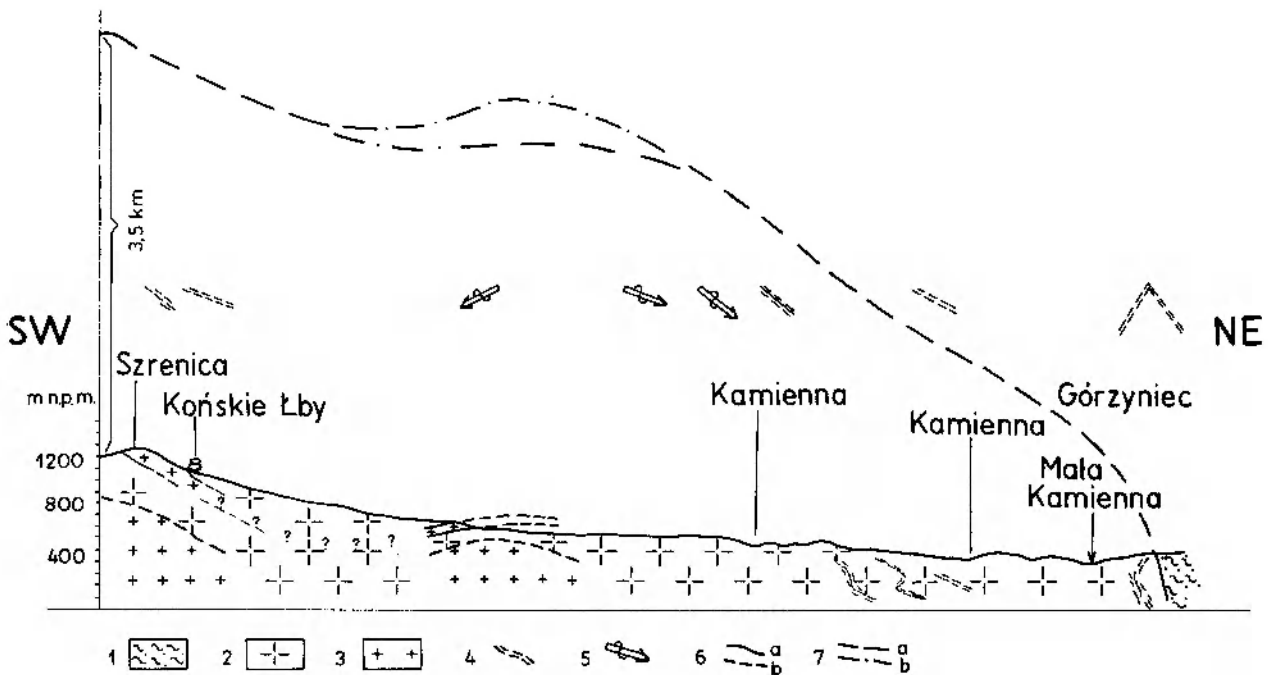 3,5 km
SW
NE
Szrenica
m n.p.m.
Końskie Łby
Kamienna
Górzyniec
Kamienna
1200
Mała
Kamienna
800
400
? ? ? ? ? ? ?
1 2 3 4 5 6 a b 7 a b